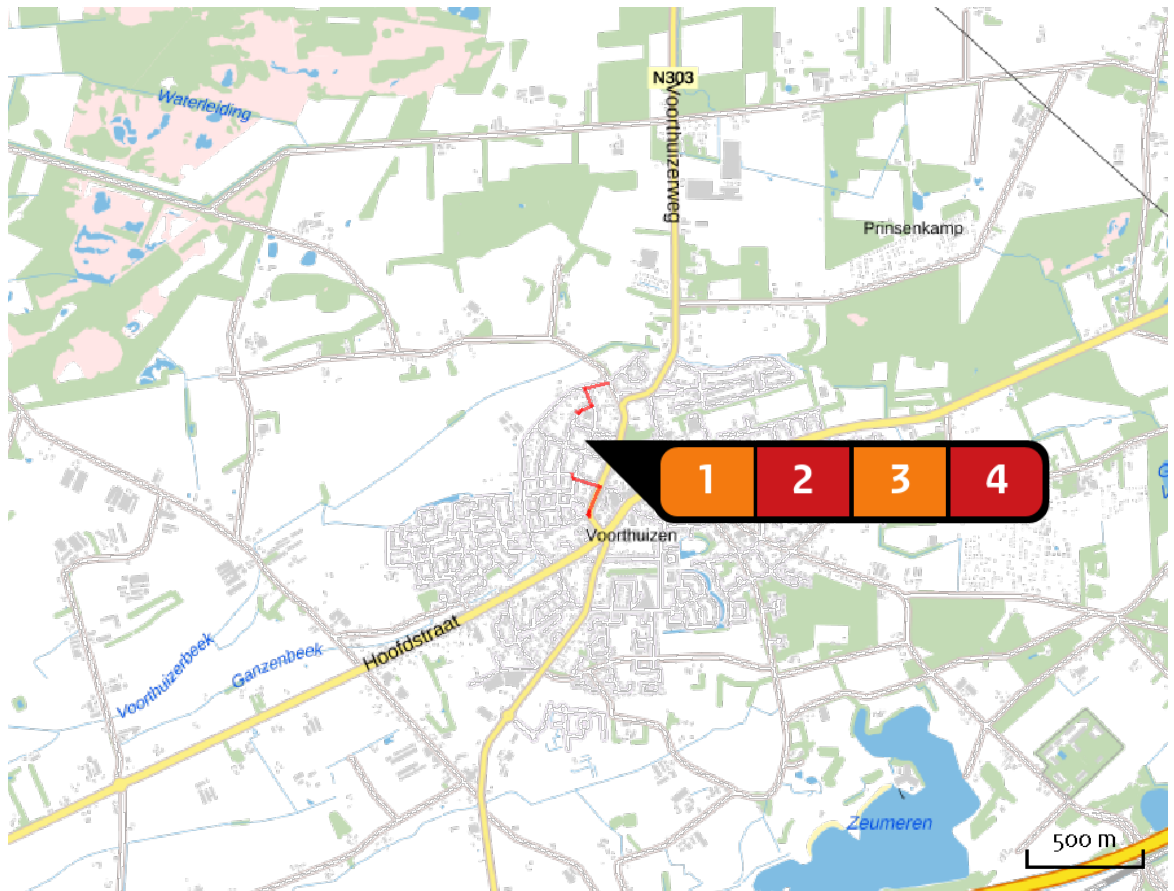 N303
Waterleiding
Voorthuizerweg
Prinsenkamp
1 2 3 4
Voorthuizen
Hoofdstraat
Voorthuizerbeek
Ganzenbeek
Zeumeren
500 m